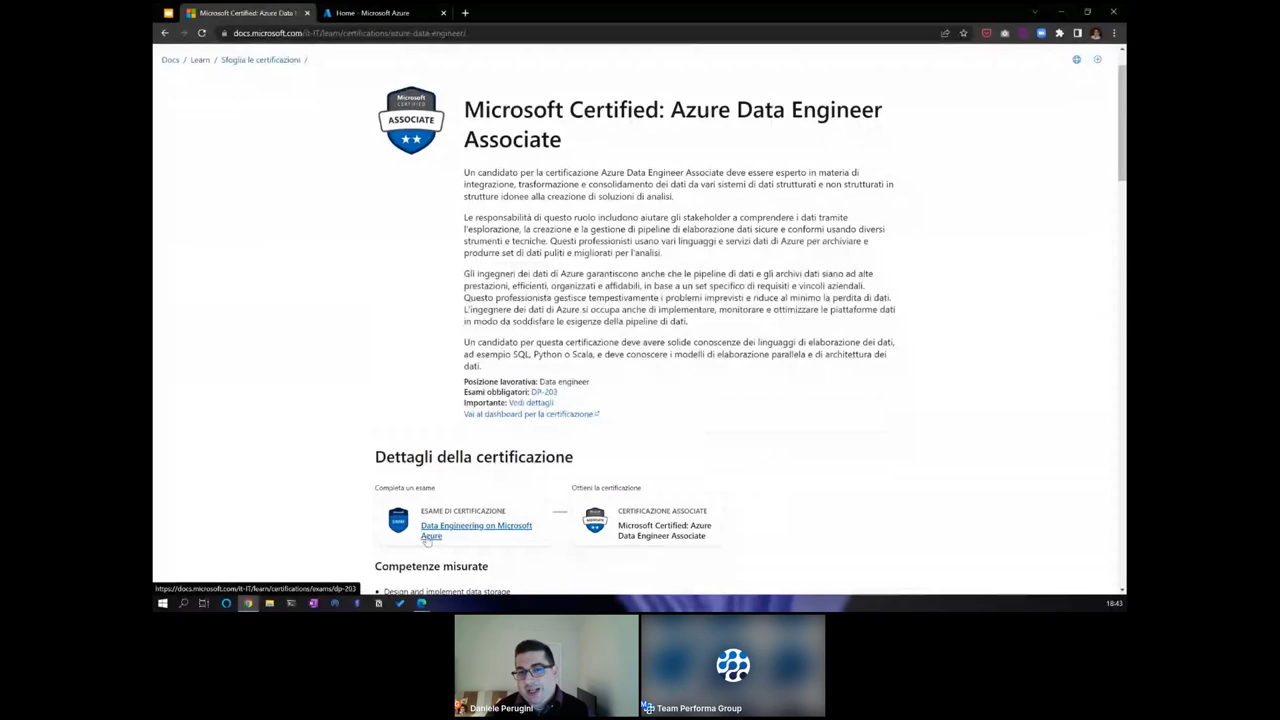 Microsoft Certified: Azure Data
Home - Microsoft Azure
docs.microsoft.com/it-IT/learn/certifications/azure-data-engineer/
Docs / Learn / Sfoglia le certificazioni /
Microsoft
CERTIFIED
ASSOCIATE
Microsoft Certified: Azure Data Engineer
Associate
Un candidato per la certificazione Azure Data Engineer Associate deve essere esperto in materia di
integrazione, trasformazione e consolidamento dei dati da vari sistemi di dati strutturati e non strutturati in
strutture idonee alla creazione di soluzioni di analisi.
Le responsabilità di questo ruolo includono aiutare gli stakeholder a comprendere i dati tramite
l'esplorazione, la creazione e la gestione di pipeline di elaborazione dati sicure e conformi usando diversi
strumenti e tecniche. Questi professionisti usano vari linguaggi e servizi dati di Azure per archiviare e
produrre set di dati puliti e migliorati per l'analisi.
Gli ingegneri dei dati di Azure garantiscono anche che le pipeline di dati e gli archivi dati siano ad alte
prestazioni, efficienti, organizzati e affidabili, in base a un set specifico di requisiti e vincoli aziendali.
Questo professionista gestisce tempestivamente i problemi imprevisti e riduce al minimo la perdita di dati.
L'ingegnere dei dati di Azure si occupa anche di implementare, monitorare e ottimizzare le piattaforme dati
in modo da soddisfare le esigenze della pipeline di dati.
Un candidato per questa certificazione deve avere solide conoscenze dei linguaggi di elaborazione dei dati,
ad esempio SQL, Python o Scala, e deve conoscere i modelli di elaborazione parallela e di architettura dei
dati.
Posizione lavorativa: Data engineer
Esami obbligatori: DP-203
Importante: Vedi dettagli
Vai al dashboard per la certificazione
Dettagli della certificazione
Completa un esame
Ottieni la certificazione
ESAME DI CERTIFICAZIONE
Data Engineering on Microsoft
Azure
ASSOCIATE
CERTIFICAZIONE ASSOCIATE
Microsoft Certified: Azure
Data Engineer Associate
Competenze misurate
Design and implement data storage
https://docs.microsoft.com/it-IT/learn/certifications/exams/dp-203
18:43
Daniele Perugini
Team Performa Group